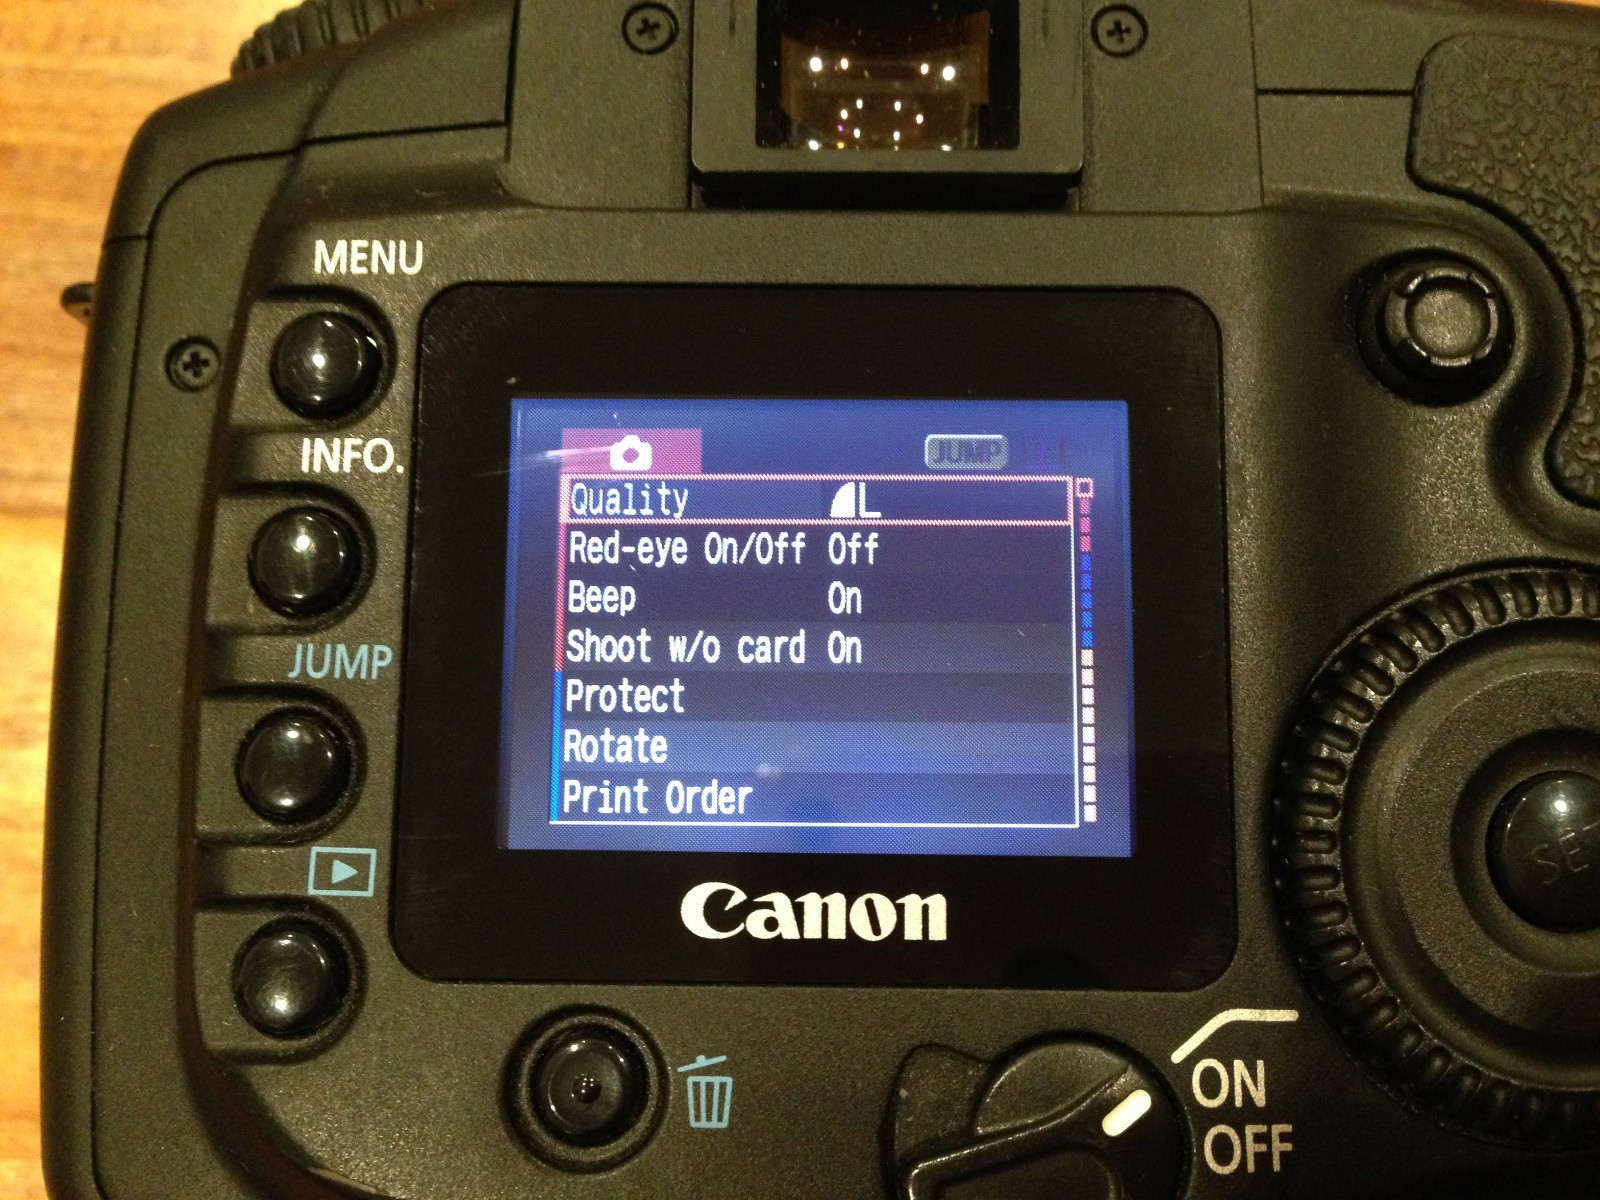 MENU
INFO.
JUMP
JUMP
Quality L
Red-eye On/Off Off
Beep On
Shoot w/o card On
Protect
Rotate
Print Order
Canon
ON
OFF
SET